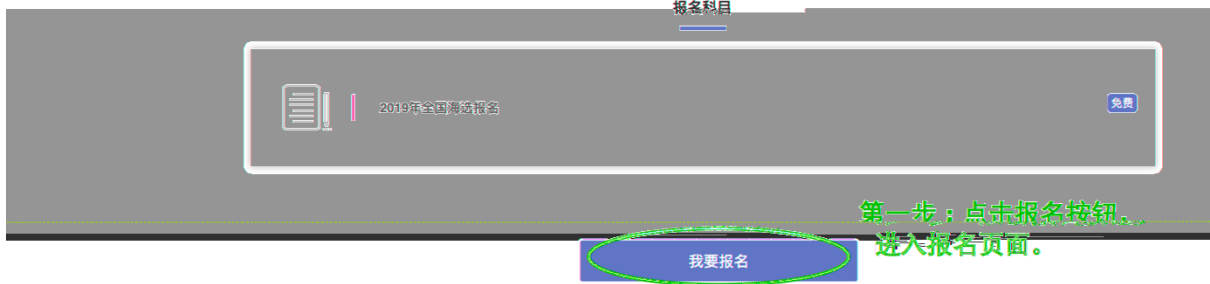 报名科目
2019年全国海选报名
免费
第一步：点击报名按钮，
进入报名页面。
我要报名